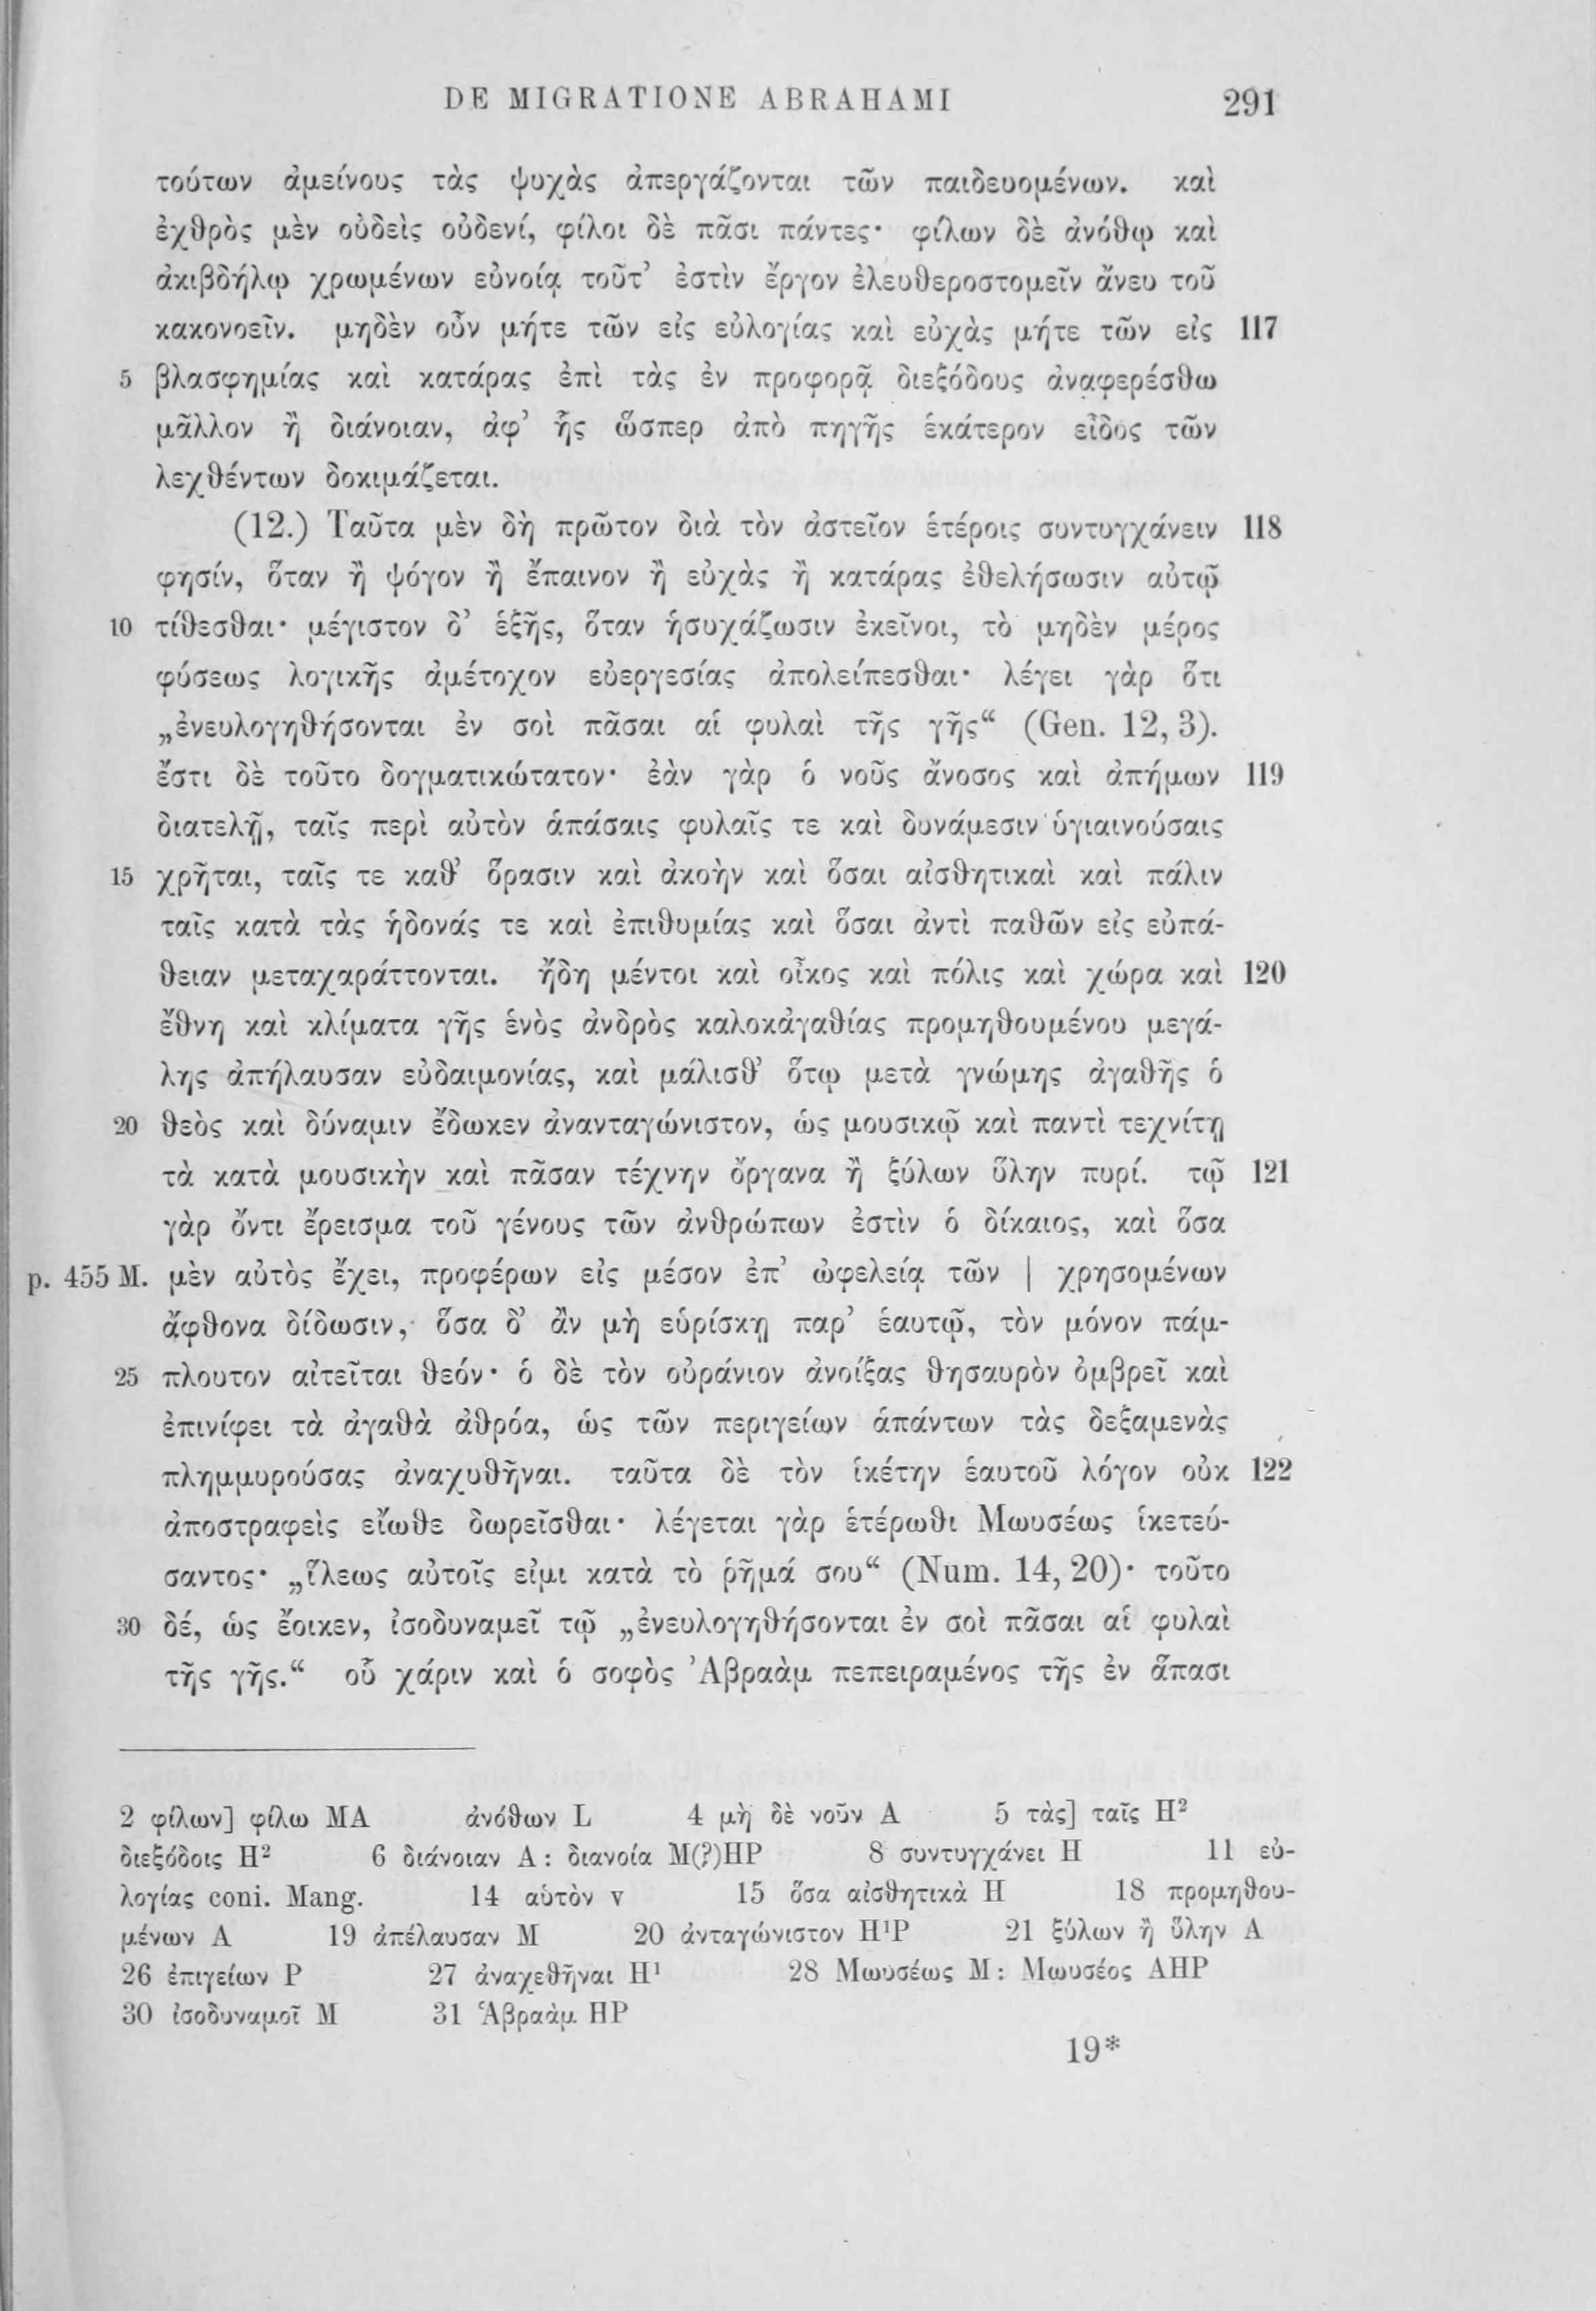 DE MIGRATIONE ABRAHAMI 291
τούτων ἀμείνους τὰς ψυχὰς ἀπεργάζονται τῶν παιδευομένων. καὶ
ἐχθρὸς μὲν οὐδεὶς οὐδενί, φίλοι δὲ πᾶσι πάντες· φίλων δὲ ἀνόθῳ καὶ
ἀκιβδήλῳ χρωμένων εὐνοίᾳ τοῦτ’ ἐστὶν ἔργον ἐλευθεροστομεῖν ἄνευ τοῦ
κακονοεῖν. μηδὲν οὖν μήτε τῶν εἰς εὐλογίας καὶ εὐχὰς μήτε τῶν εἰς 117
5 βλασφημίας καὶ κατάρας ἐπὶ τὰς ἐν προφορᾷ διεξόδους ἀναφερέσθω
μᾶλλον ἢ διάνοιαν, ἀφ’ ἧς ὥσπερ ἀπὸ πηγῆς ἑκάτερον εἶδος τῶν
λεχθέντων δοκιμάζεται.
(12.) Ταῦτα μὲν δὴ πρῶτον διὰ τὸν ἀστεῖον ἑτέροις συντυγχάνειν 118
φησίν, ὅταν ἢ ψόγον ἢ ἔπαινον ἢ εὐχὰς ἢ κατάρας ἐθελήσωσιν αὐτῷ
10 τίθεσθαι· μέγιστον δ’ ἑξῆς, ὅταν ἡσυχάζωσιν ἐκεῖνοι, τὸ μηδὲν μέρος
φύσεως λογικῆς ἀμέτοχον εὐεργεσίας ἀπολείπεσθαι· λέγει γὰρ ὅτι
„ἐνευλογηθήσονται ἐν σοὶ πᾶσαι αἱ φυλαὶ τῆς γῆς“ (Gen. 12, 3).
ἔστι δὲ τοῦτο δογματικώτατον· ἐὰν γὰρ ὁ νοῦς ἄνοσος καὶ ἀπήμων 119
διατελῇ, ταῖς περὶ αὐτὸν ἁπάσαις φυλαῖς τε καὶ δυνάμεσιν ὑγιαινούσαις
15 χρῆται, ταῖς τε καθ’ ὅρασιν καὶ ἀκοὴν καὶ ὅσαι αἰσθητικαὶ καὶ πάλιν
ταῖς κατὰ τὰς ἡδονάς τε καὶ ἐπιθυμίας καὶ ὅσαι ἀντὶ παθῶν εἰς εὐπά-
θειαν μεταχαράττονται. ἤδη μέντοι καὶ οἶκος καὶ πόλις καὶ χώρα καὶ 120
ἔθνη καὶ κλίματα γῆς ἑνὸς ἀνδρὸς καλοκἀγαθίας προμηθουμένου μεγά-
λης ἀπήλαυσαν εὐδαιμονίας, καὶ μάλισθ’ ὅτῳ μετὰ γνώμης ἀγαθῆς ὁ
20 θεὸς καὶ δύναμιν ἔδωκεν ἀνανταγώνιστον, ὡς μουσικῷ καὶ παντὶ τεχνίτῃ
τὰ κατὰ μουσικὴν καὶ πᾶσαν τέχνην ὄργανα ἢ ξύλων ὕλην πυρί. τῷ 121
γὰρ ὄντι ἔρεισμα τοῦ γένους τῶν ἀνθρώπων ἐστὶν ὁ δίκαιος, καὶ ὅσα
p. 455 M. μὲν αὐτὸς ἔχει, προφέρων εἰς μέσον ἐπ’ ὠφελείᾳ τῶν | χρησομένων
ἄφθονα δίδωσιν, ὅσα δ’ ἂν μὴ εὑρίσκῃ παρ’ ἑαυτῷ, τὸν μόνον πάμ-
25 πλουτον αἰτεῖται θεόν· ὁ δὲ τὸν οὐράνιον ἀνοίξας θησαυρὸν ὀμβρεῖ καὶ
ἐπινίφει τὰ ἀγαθὰ ἀθρόα, ὡς τῶν περιγείων ἁπάντων τὰς δεξαμενὰς
πλημμυρούσας ἀναχυθῆναι. ταῦτα δὲ τὸν ἱκέτην ἑαυτοῦ λόγον οὐκ 122
ἀποστραφεὶς εἴωθε δωρεῖσθαι· λέγεται γὰρ ἑτέρωθι Μωυσέως ἱκετεύ-
σαντος· „ἵλεως αὐτοῖς εἰμι κατὰ τὸ ῥῆμά σου“ (Num. 14, 20)· τοῦτο
30 δέ, ὡς ἔοικεν, ἰσοδυναμεῖ τῷ „ἐνευλογηθήσονται ἐν σοὶ πᾶσαι αἱ φυλαὶ
τῆς γῆς.“ οὗ χάριν καὶ ὁ σοφὸς Ἀβραὰμ πεπειραμένος τῆς ἐν ἅπασι
2 φίλων] φίλω MA ἀνόθων L 4 μὴ δὲ νοῦν A 5 τὰς] ταῖς H²
διεξόδοις H² 6 διάνοιαν A: διανοία M(?)HP 8 συντυγχάνει H 11 εὐ-
λογίας coni. Mang. 14 αὑτὸν v 15 ὅσα αἰσθητικὰ H 18 προμηθου-
μένων A 19 ἀπέλαυσαν M 20 ἀνταγώνιστον H¹P 21 ξύλων ἢ ὕλην A
26 ἐπιγείων P 27 ἀναχεθῆναι H¹ 28 Μωυσέως M: Μωυσέος AHP
30 ἰσοδυναμοῖ M 31 Ἁβραὰμ HP
19*